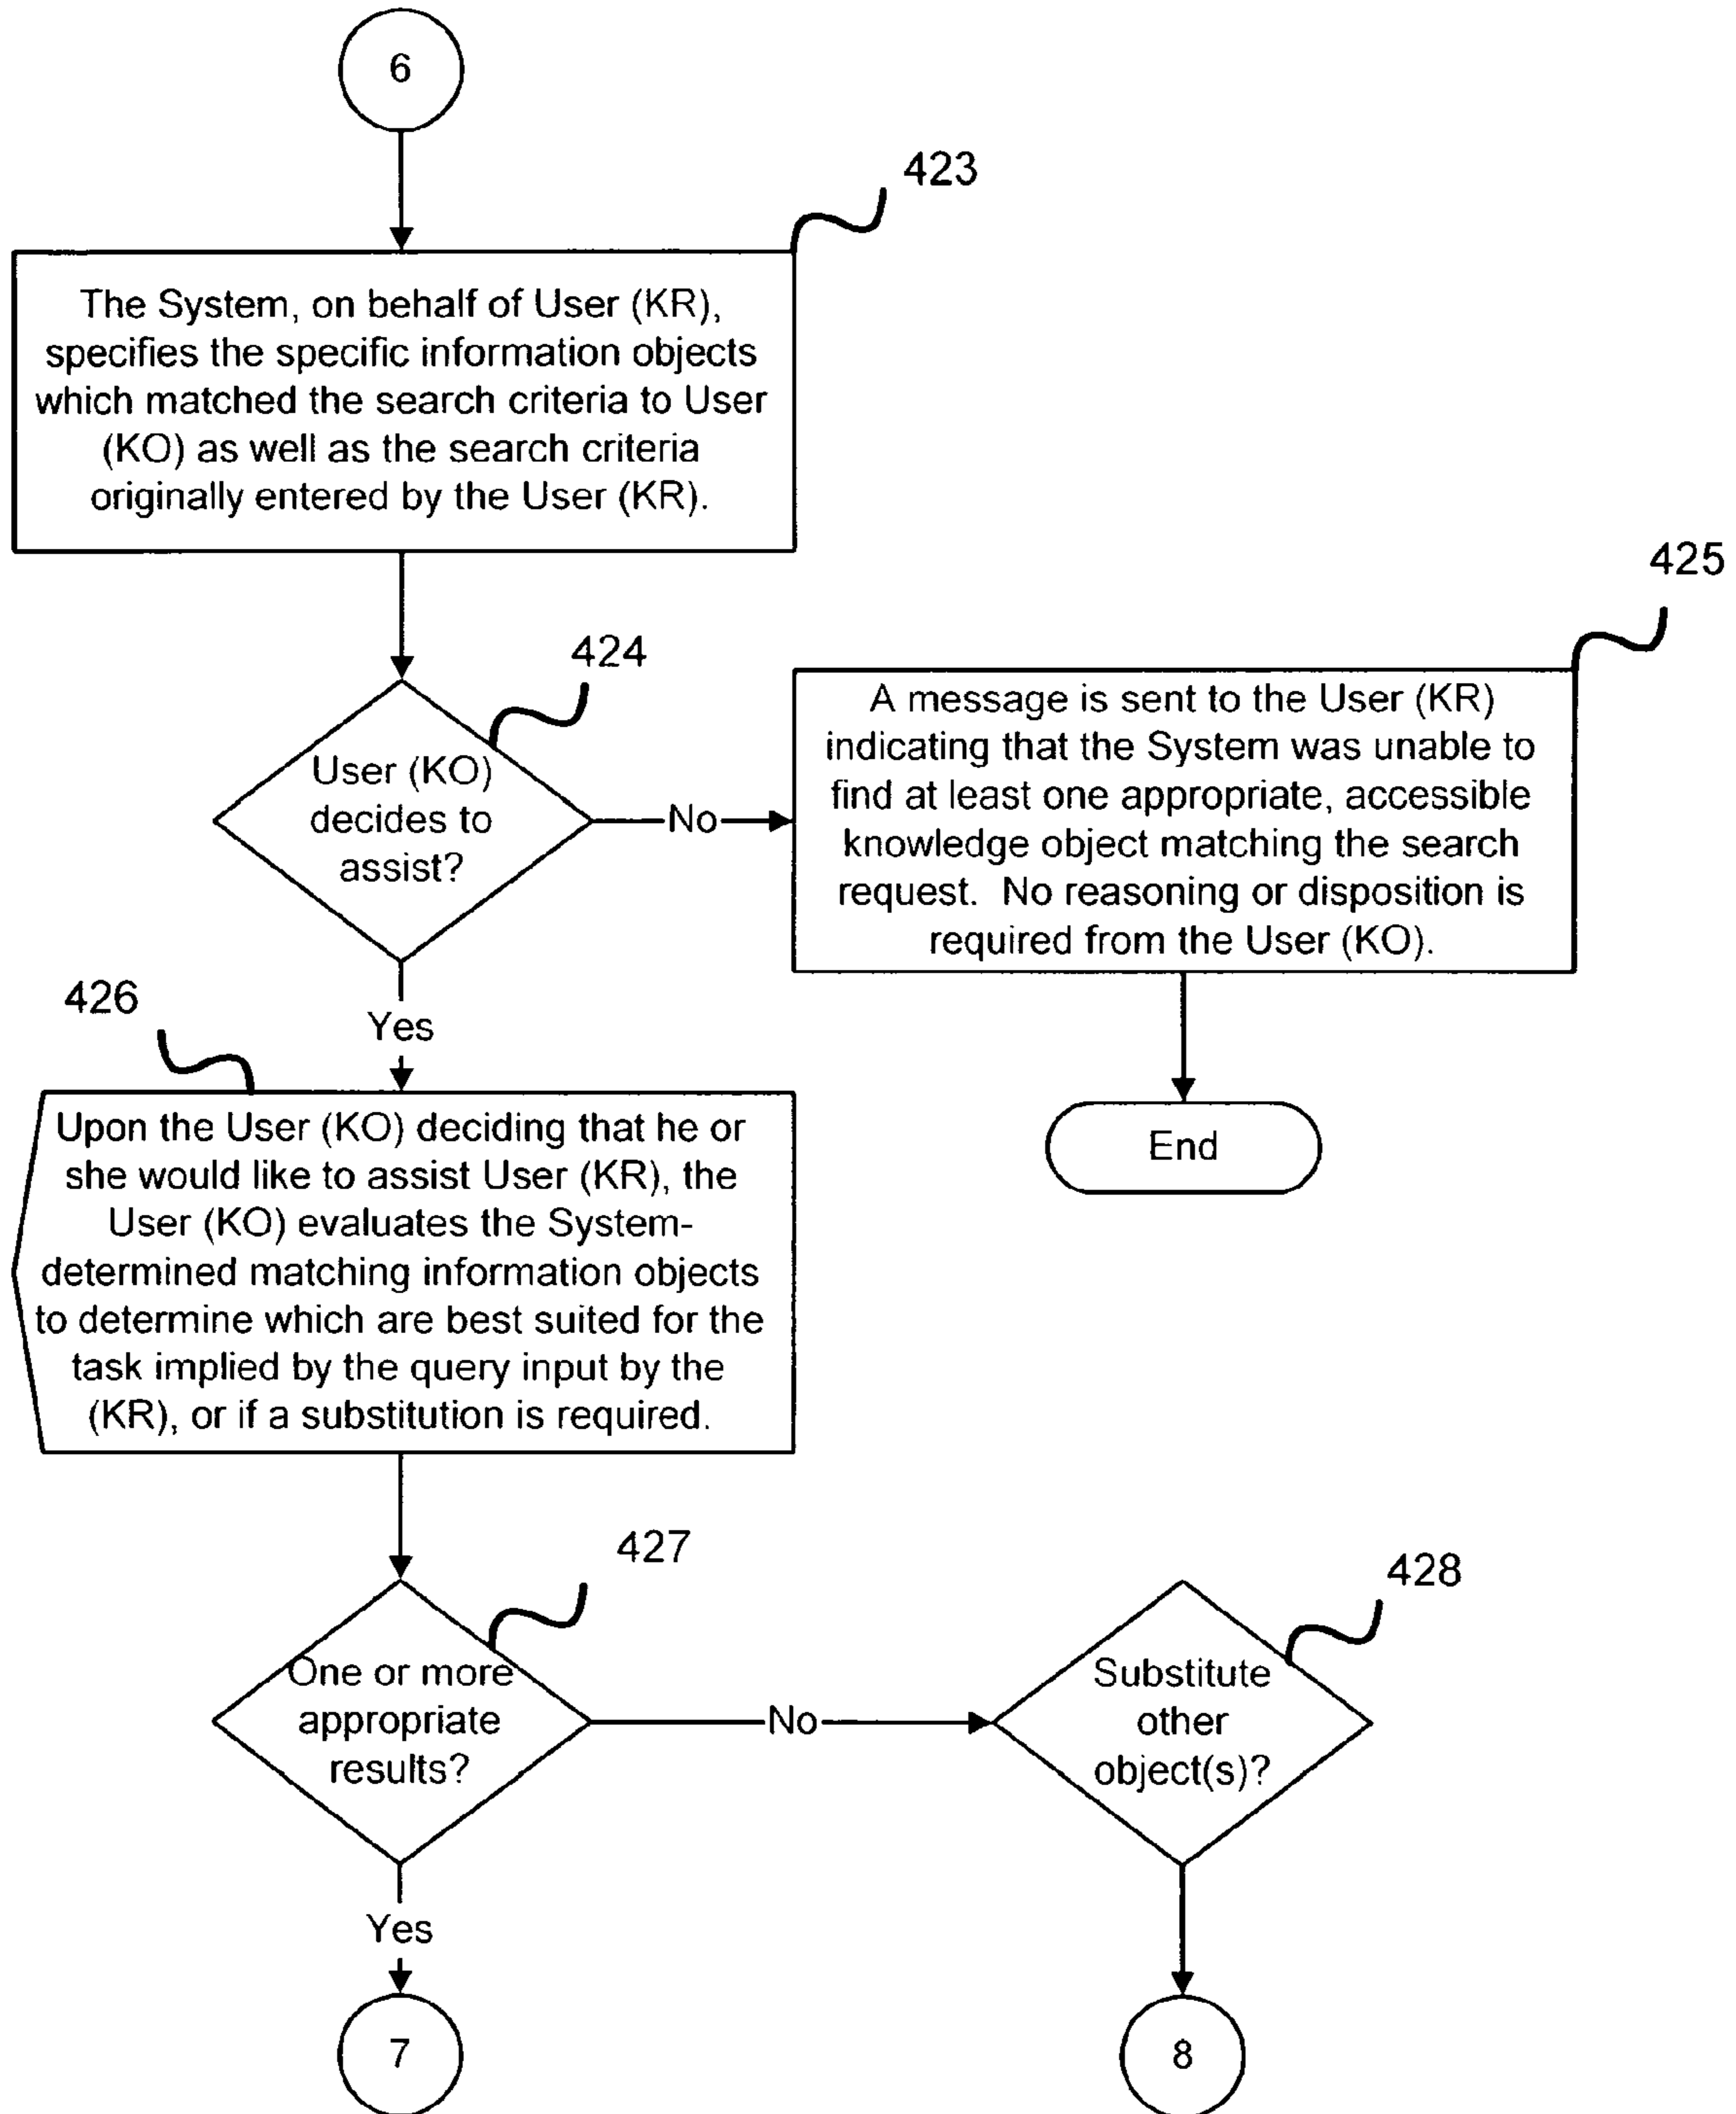 6
423
The System, on behalf of User (KR),
specifies the specific information objects
which matched the search criteria to User
(KO) as well as the search criteria
originally entered by the User (KR).
424
User (KO)
decides to
assist?
No
425
A message is sent to the User (KR)
indicating that the System was unable to
find at least one appropriate, accessible
knowledge object matching the search
request. No reasoning or disposition is
required from the User (KO).
End
Yes
426
Upon the User (KO) deciding that he or
she would like to assist User (KR), the
User (KO) evaluates the System-
determined matching information objects
to determine which are best suited for the
task implied by the query input by the
(KR), or if a substitution is required.
427
One or more
appropriate
results?
No
428
Substitute
other
object(s)?
Yes
7
8